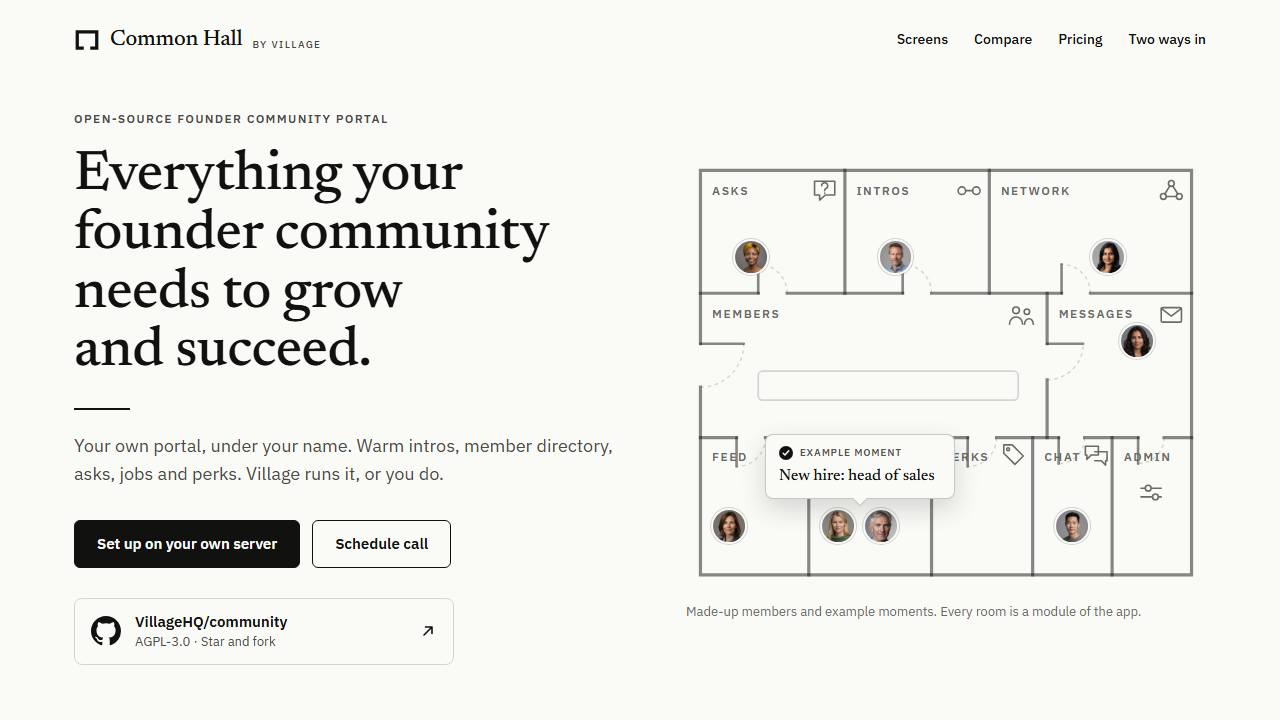 Common Hall BY VILLAGE
Screens
Compare
Pricing
Two ways in
OPEN-SOURCE FOUNDER COMMUNITY PORTAL
Everything your
founder community
needs to grow
and succeed.
Your own portal, under your name. Warm intros, member directory,
asks, jobs and perks. Village runs it, or you do.
Set up on your own server
Schedule call
VillageHQ/community
AGPL-3.0 · Star and fork
ASKS
INTROS
NETWORK
MEMBERS
MESSAGES
FEED
EXAMPLE MOMENT
New hire: head of sales
ERKS
CHAT
ADMIN
Made-up members and example moments. Every room is a module of the app.